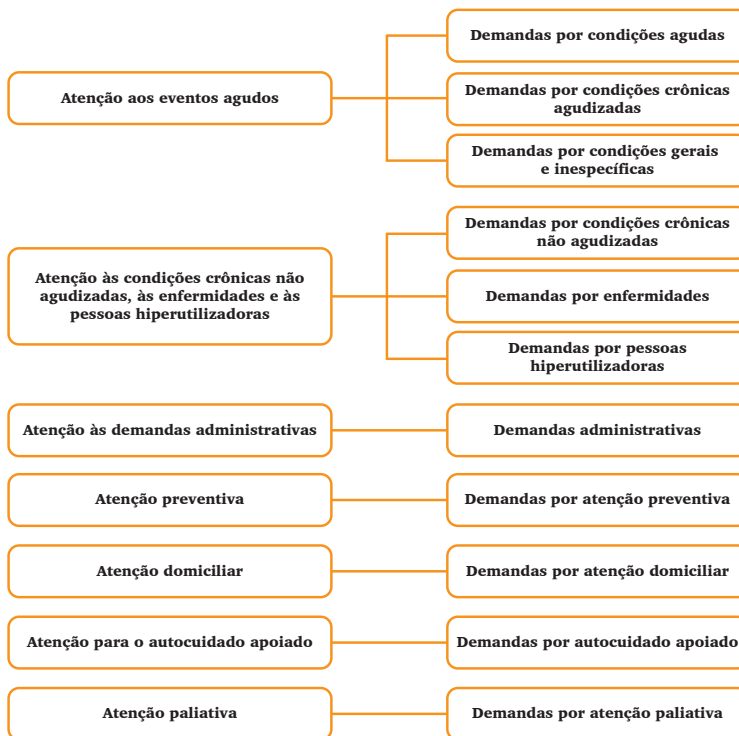 Atenção aos eventos agudos
Demandas por condições agudas
Demandas por condições crônicas
agudizadas
Demandas por condições gerais
e inespecíficas
Atenção às condições crônicas não
agudizadas, às enfermidades e às
pessoas hiperutilizadoras
Demandas por condições crônicas
não agudizadas
Demandas por enfermidades
Demandas por pessoas
hiperutilizadoras
Atenção às demandas administrativas
Demandas administrativas
Atenção preventiva
Demandas por atenção preventiva
Atenção domiciliar
Demandas por atenção domiciliar
Atenção para o autocuidado apoiado
Demandas por autocuidado apoiado
Atenção paliativa
Demandas por atenção paliativa